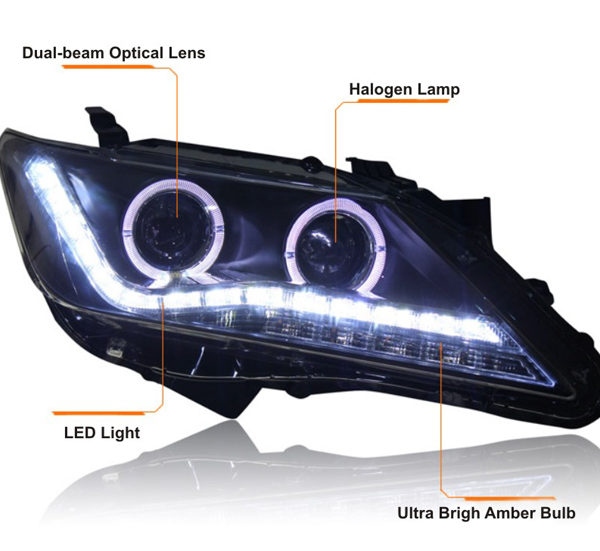 Dual-beam Optical Lens
Halogen Lamp
LED Light
Ultra Brigh Amber Bulb